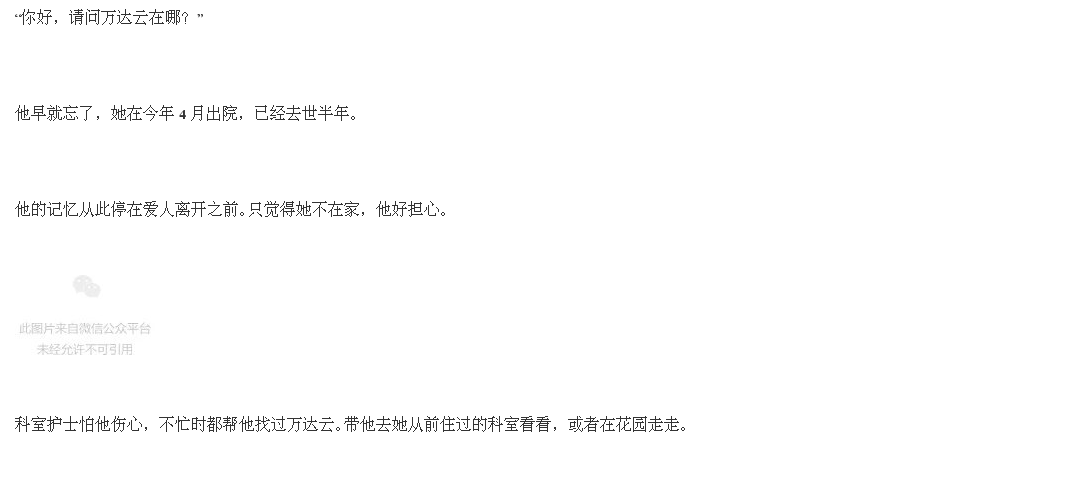 “你好，请问万达云在哪？”
他早就忘了，她在今年 4 月出院，已经去世半年。
他的记忆从此停在爱人离开之前。只觉得她不在家，他好担心。
此图片来自微信公众平台
未经允许不可引用
科室护士怕他伤心，不忙时都帮他找过万达云。带他去她从前住过的科室看看，或者在花园走走。